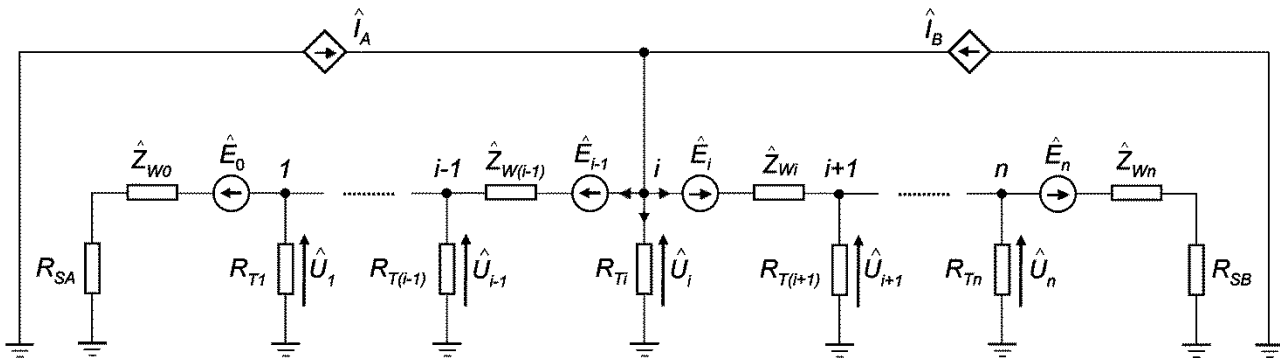 Î_A Î_B
Ẑ_W0 Ê_0 1 i-1 Ẑ_W(i-1) Ê_i-1 i Ê_i Ẑ_Wi i+1 n Ê_n Ẑ_Wn
R_SA R_T1 Û_1 R_T(i-1) Û_i-1 R_Ti Û_i R_T(i+1) Û_i+1 R_Tn Û_n R_SB